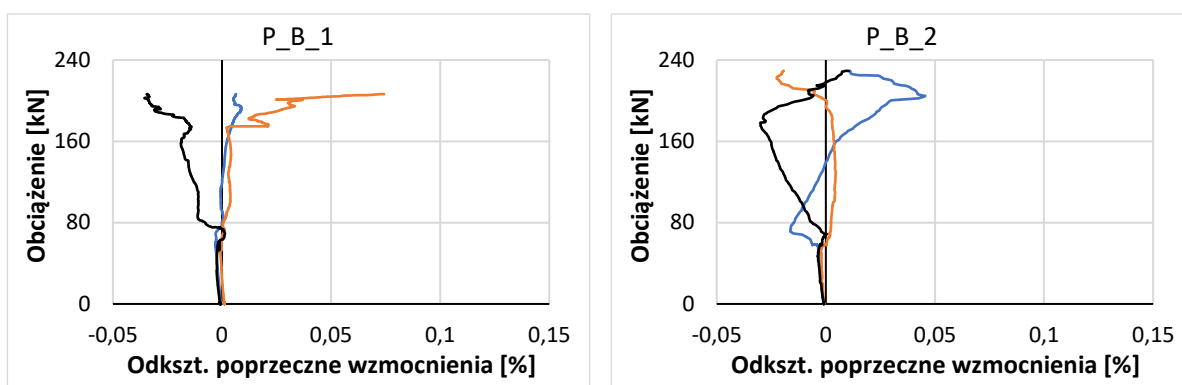 P_B_1
240
160
80
0
-0,05 0 0,05 0,1 0,15
Obciążenie [kN]
Odkszt. poprzeczne wzmocnienia [%]
P_B_2
240
160
80
0
-0,05 0 0,05 0,1 0,15
Obciążenie [kN]
Odkszt. poprzeczne wzmocnienia [%]